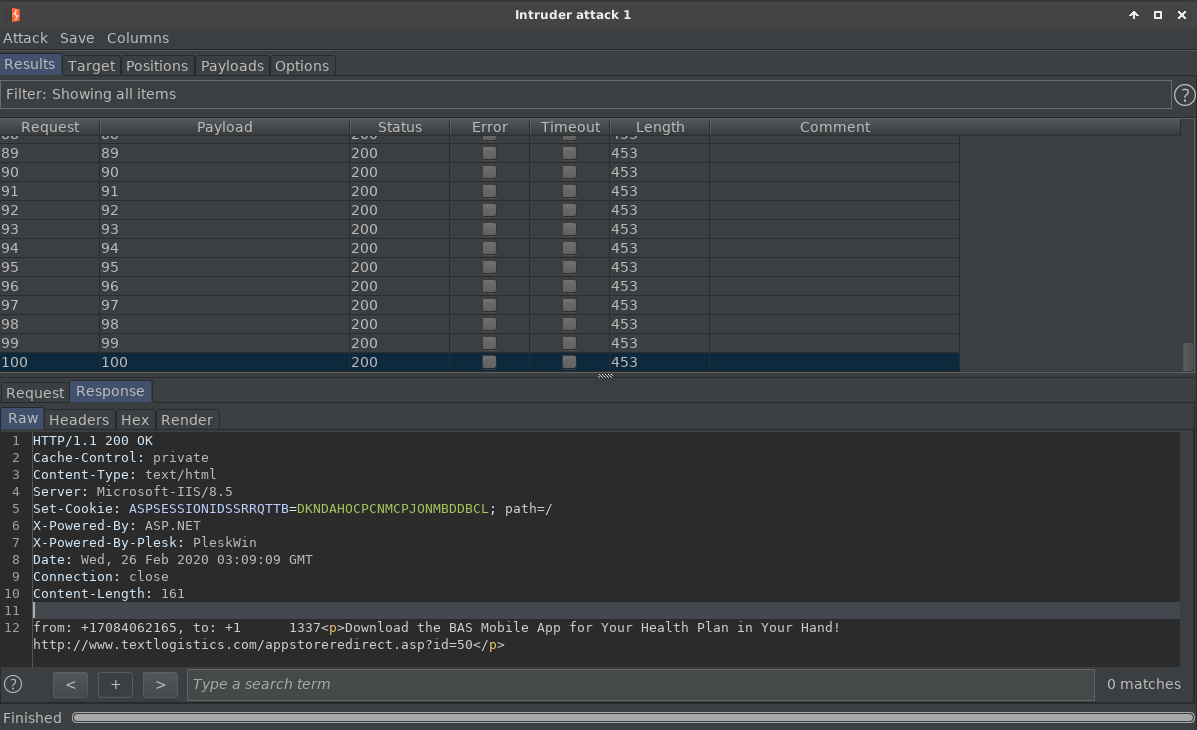 Intruder attack 1
Attack Save Columns
Results Target Positions Payloads Options
Filter: Showing all items ?
Request Payload Status Error Timeout Length Comment
89 89 200 453
90 90 200 453
91 91 200 453
92 92 200 453
93 93 200 453
94 94 200 453
95 95 200 453
96 96 200 453
97 97 200 453
98 98 200 453
99 99 200 453
100 100 200 453
Request Response
Raw Headers Hex Render
1 HTTP/1.1 200 OK
2 Cache-Control: private
3 Content-Type: text/html
4 Server: Microsoft-IIS/8.5
5 Set-Cookie: ASPSESSIONIDSSRRQTTB=DKNDAHOCPCNMCPJONMBDDBCL; path=/
6 X-Powered-By: ASP.NET
7 X-Powered-By-Plesk: PleskWin
8 Date: Wed, 26 Feb 2020 03:09:09 GMT
9 Connection: close
10 Content-Length: 161
11
12 from: +17084062165, to: +1 1337<p>Download the BAS Mobile App for Your Health Plan in Your Hand!
http://www.textlogistics.com/appstoreredirect.asp?id=50</p>
? < + > Type a search term 0 matches
Finished